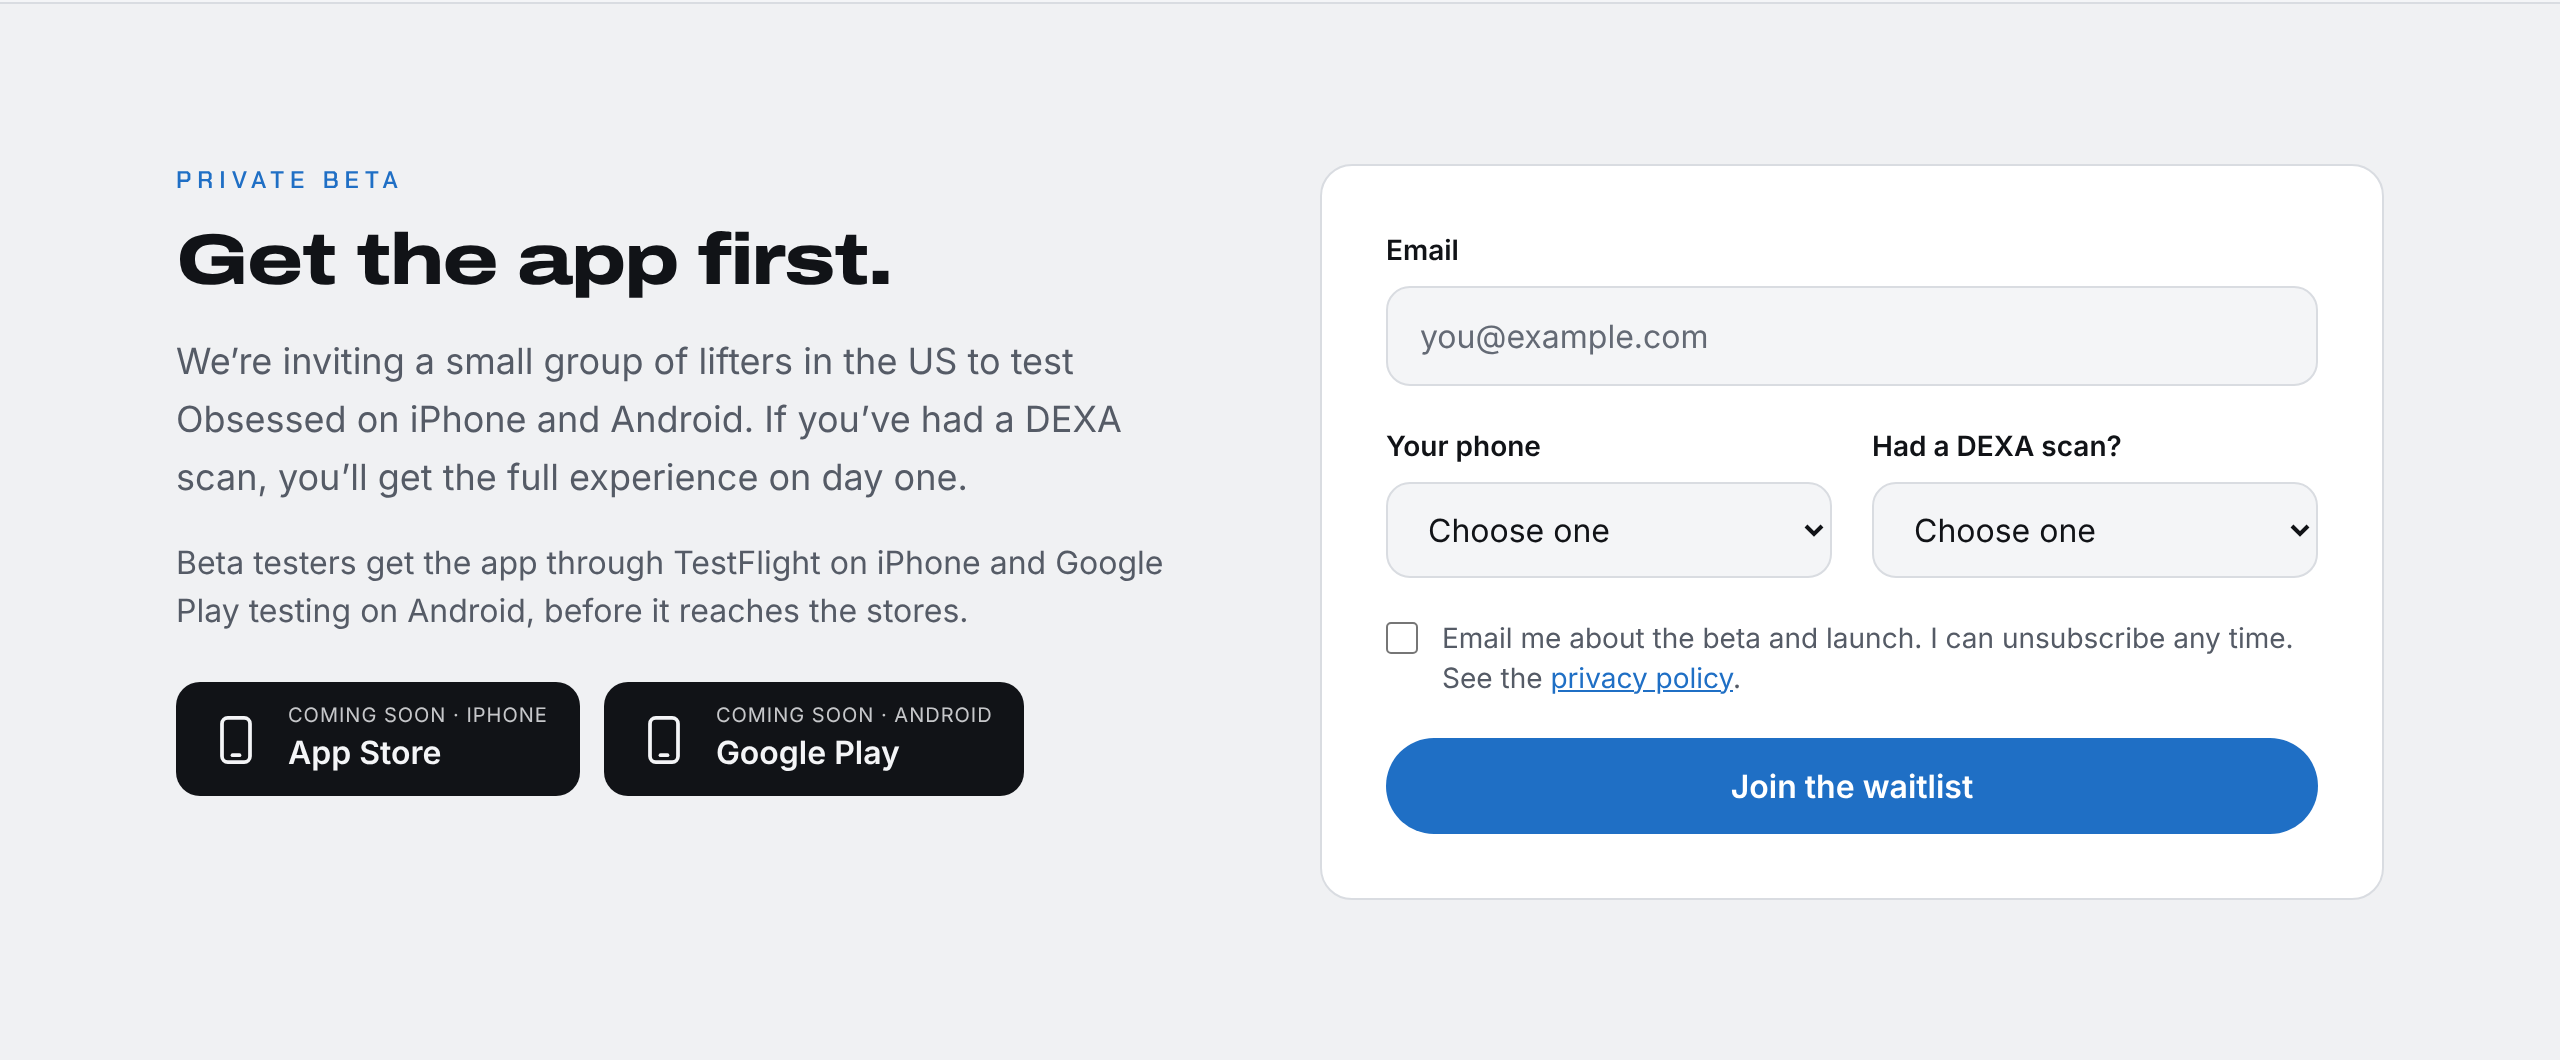 PRIVATE BETA
Get the app first.
We’re inviting a small group of lifters in the US to test
Obsessed on iPhone and Android. If you’ve had a DEXA
scan, you’ll get the full experience on day one.
Beta testers get the app through TestFlight on iPhone and Google
Play testing on Android, before it reaches the stores.
COMING SOON · IPHONE
App Store
COMING SOON · ANDROID
Google Play
Email
you@example.com
Your phone
Choose one
Had a DEXA scan?
Choose one
Email me about the beta and launch. I can unsubscribe any time.
See the privacy policy.
Join the waitlist